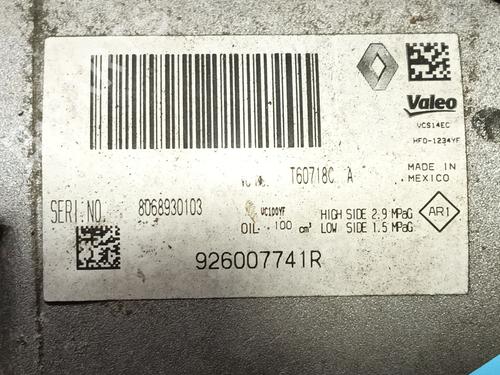 Valeo
VCS14EC
HFO-1234YF
MADE IN
MEXICO
T60718C A
SERI.NO. 8068930103
VC100YF
OIL 100 cm³
HIGH SIDE 2.9 MPaG
LOW SIDE 1.5 MPaG
AR1
926007741R